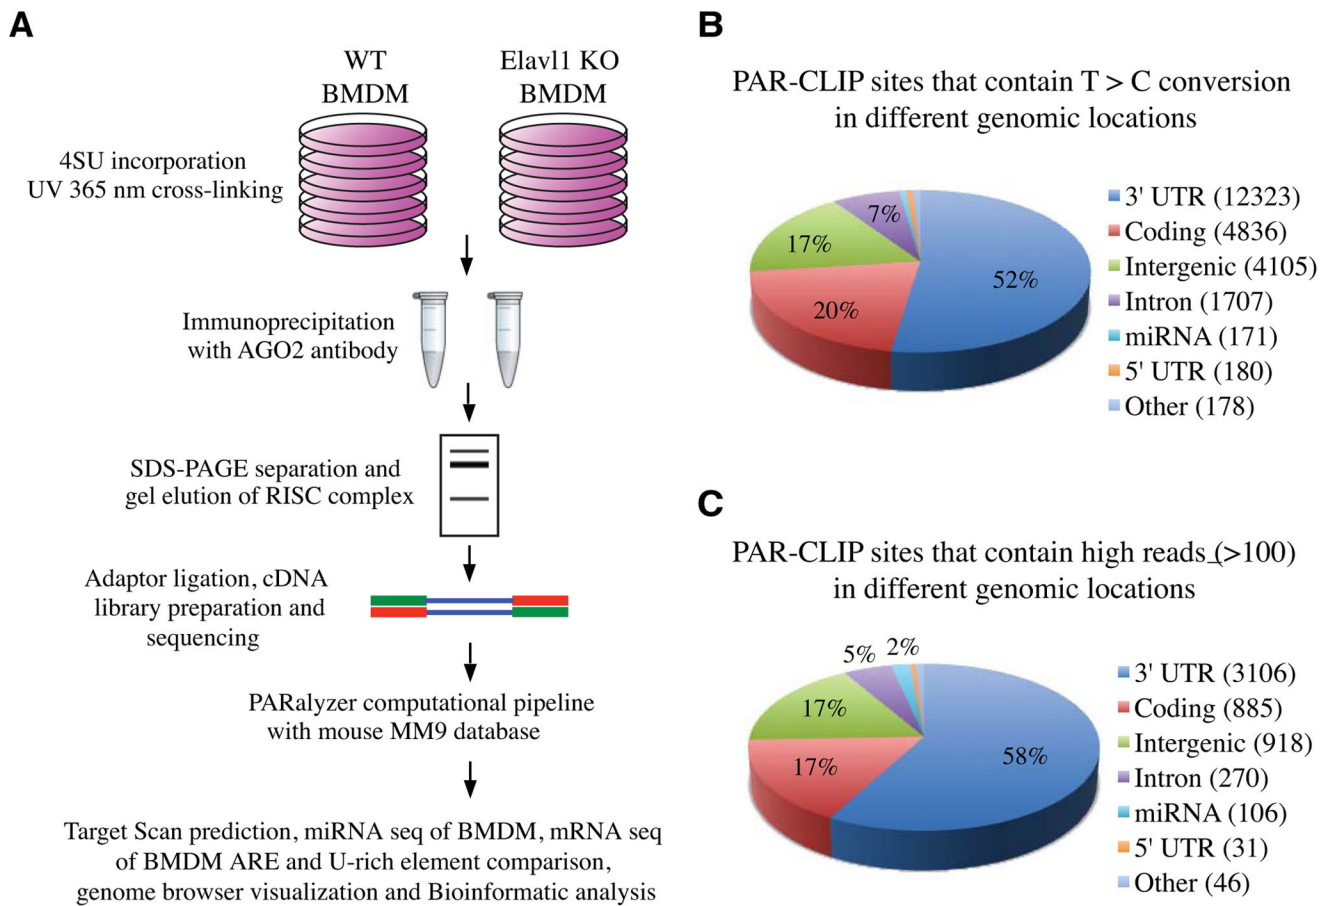 A
WT
BMDM
Elavl1 KO
BMDM
4SU incorporation
UV 365 nm cross-linking
Immunoprecipitation
with AGO2 antibody
SDS-PAGE separation and
gel elution of RISC complex
Adaptor ligation, cDNA
library preparation and
sequencing
PARalyzer computational pipeline
with mouse MM9 database
Target Scan prediction, miRNA seq of BMDM, mRNA seq
of BMDM ARE and U-rich element comparison,
genome browser visualization and Bioinformatic analysis
B
PAR-CLIP sites that contain T > C conversion
in different genomic locations
7%
17%
20%
52%
3' UTR (12323)
Coding (4836)
Intergenic (4105)
Intron (1707)
miRNA (171)
5' UTR (180)
Other (178)
C
PAR-CLIP sites that contain high reads_(>100)
in different genomic locations
5%
2%
17%
17%
58%
3' UTR (3106)
Coding (885)
Intergenic (918)
Intron (270)
miRNA (106)
5' UTR (31)
Other (46)